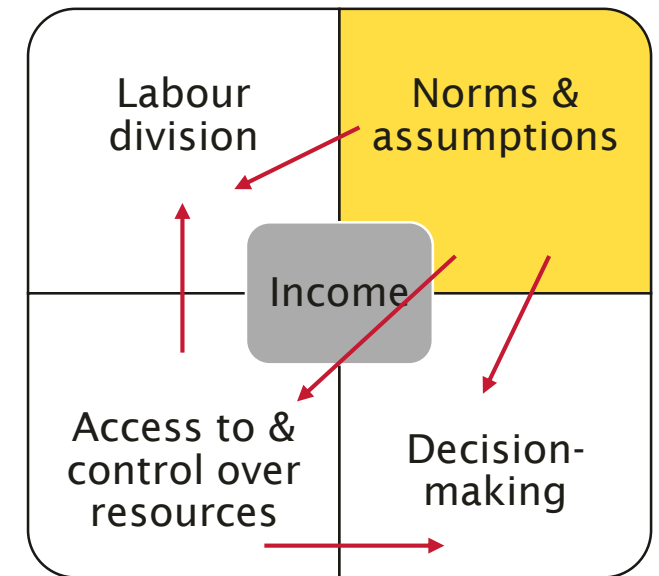 Labour
division
Norms &
assumptions
Income
Access to &
control over
resources
Decision-
making